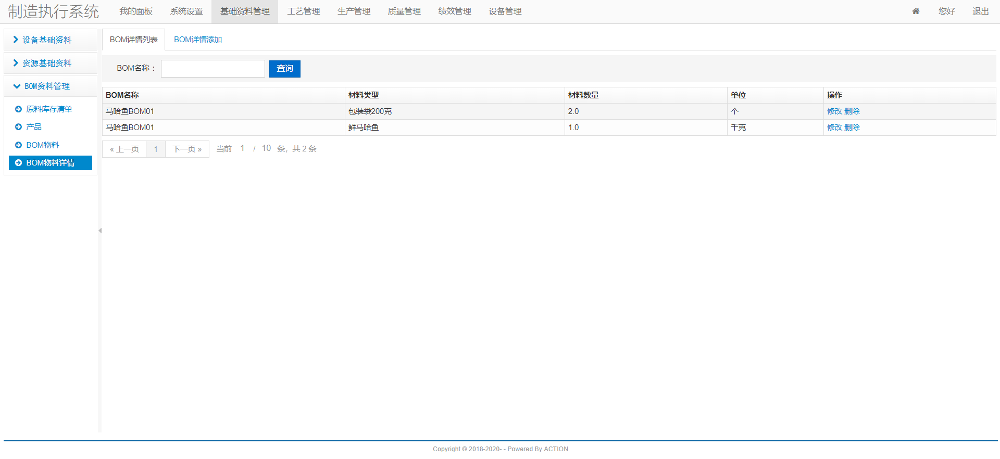 制造执行系统 我的面板 系统设置 基础资料管理 工艺管理 生产管理 质量管理 绩效管理 设备管理 您好 退出
设备基础资料
资源基础资料
BOM资料管理
原料库存清单
产品
BOM物料
BOM物料详情
BOM详情列表 BOM详情添加
BOM名称： 查询
BOM名称 材料类型 材料数量 单位 操作
马哈鱼BOM01 包装袋200克 2.0 个 修改 删除
马哈鱼BOM01 鲜马哈鱼 1.0 千克 修改 删除
« 上一页 1 下一页 » 当前 1 / 10 条，共 2 条
Copyright © 2018-2020- - Powered By ACTION